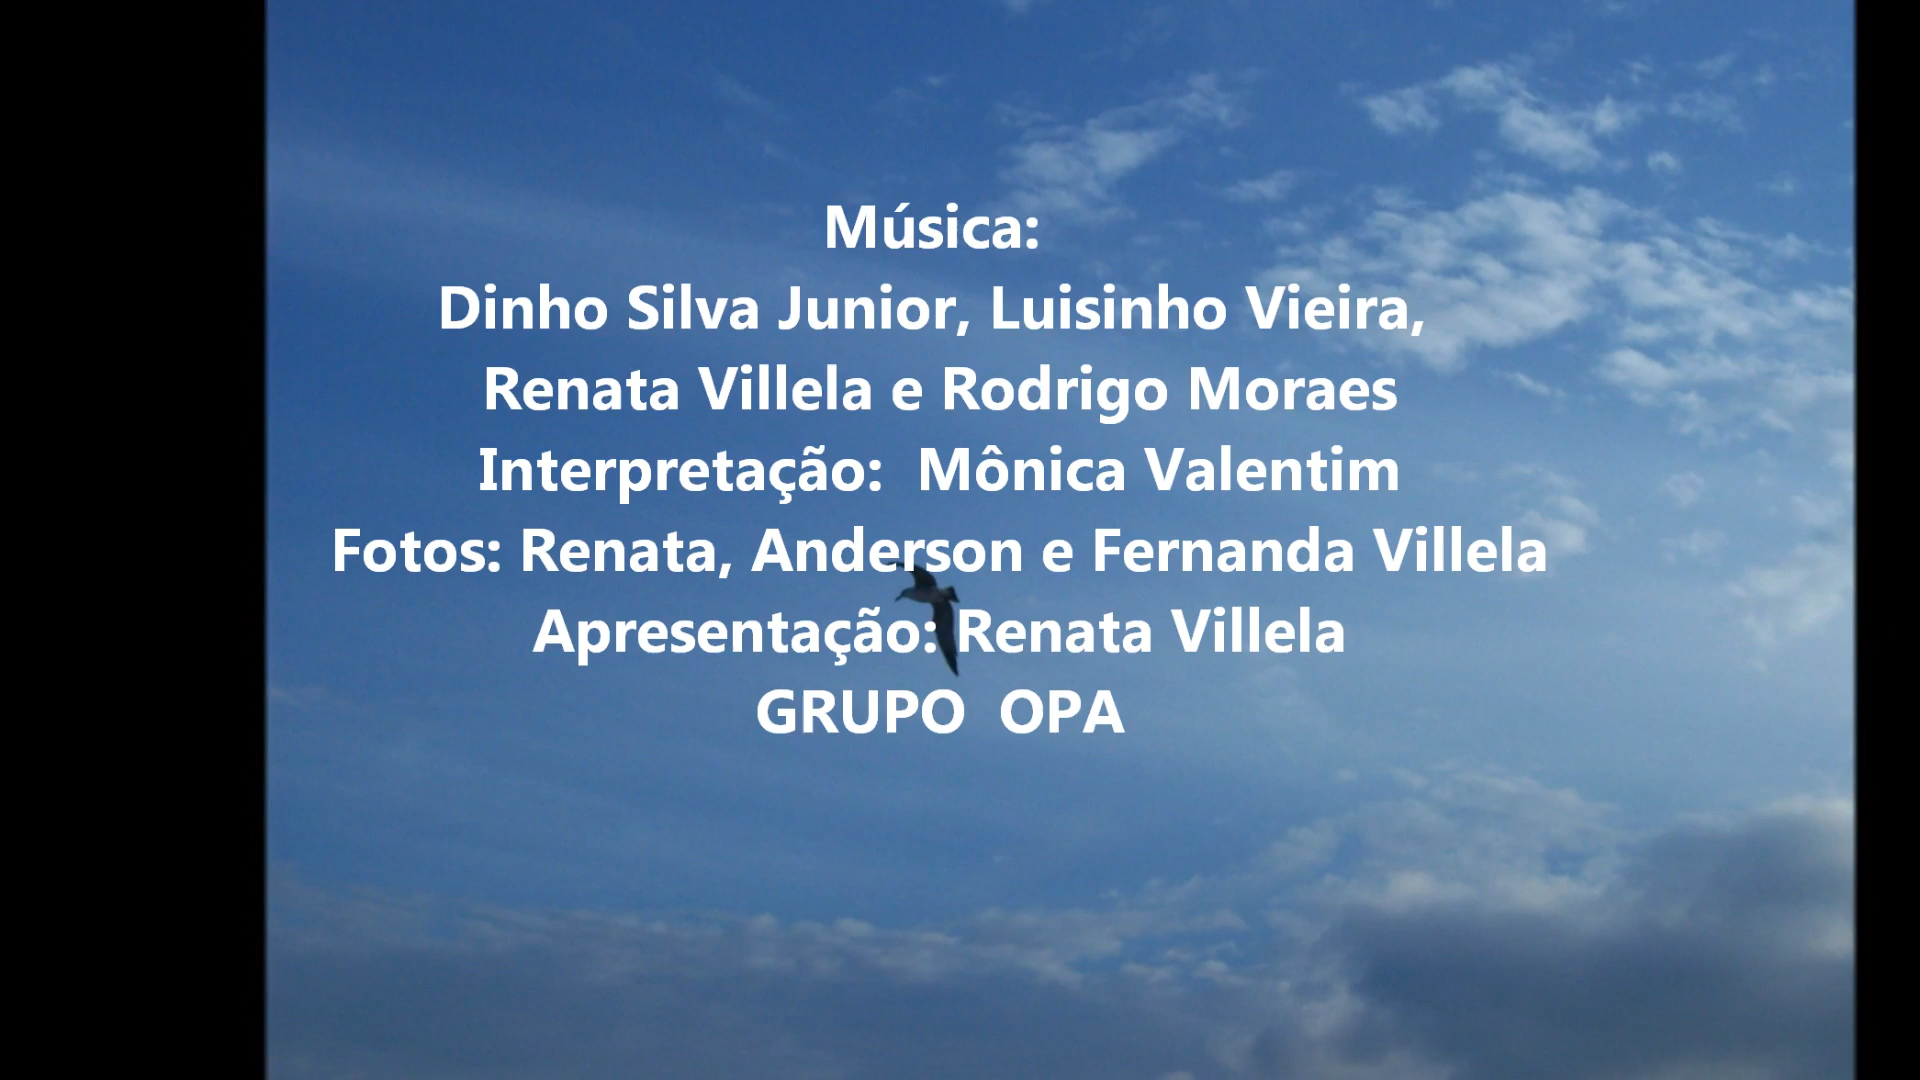 Música:
Dinho Silva Junior, Luisinho Vieira,
Renata Villela e Rodrigo Moraes
Interpretação:  Mônica Valentim
Fotos: Renata, Anderson e Fernanda Villela
Apresentação: Renata Villela
GRUPO  OPA